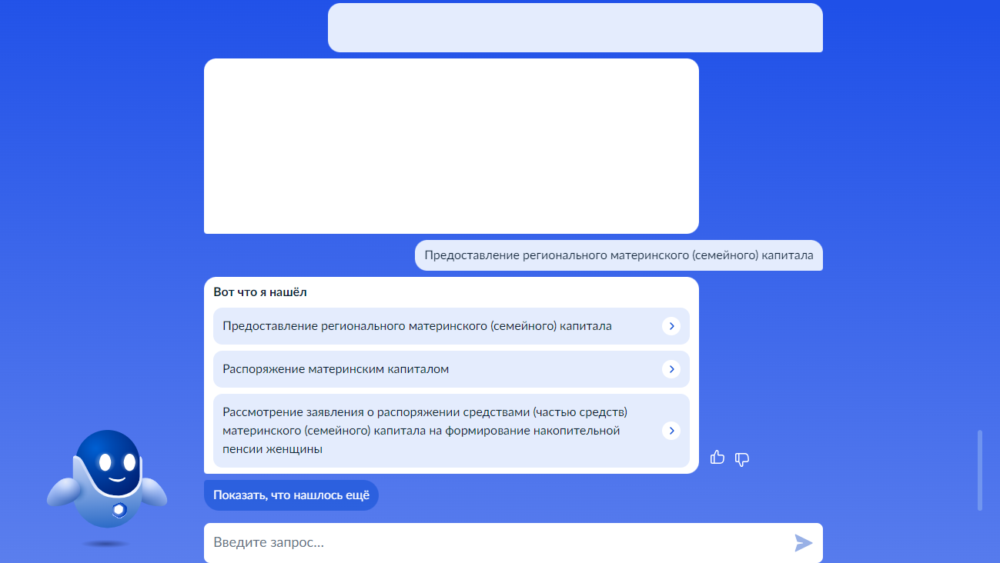 Предоставление регионального материнского (семейного) капитала
Вот что я нашёл
Предоставление регионального материнского (семейного) капитала
Распоряжение материнским капиталом
Рассмотрение заявления о распоряжении средствами (частью средств)
материнского (семейного) капитала на формирование накопительной
пенсии женщины
Показать, что нашлось ещё
Введите запрос...